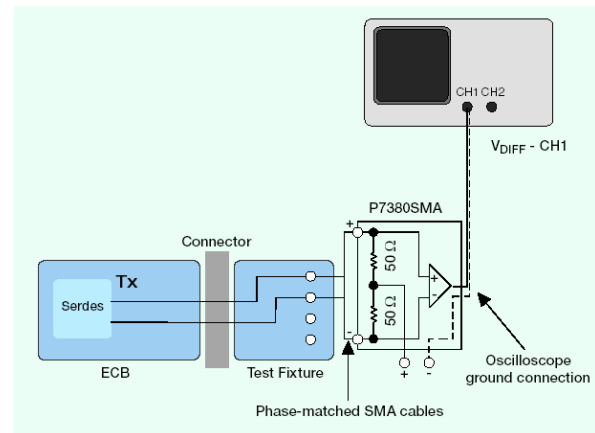 CH1 CH2
VDIFF - CH1
P7380SMA
+
50 Ω
+
-
50 Ω
-
+ -
Connector
Tx
Serdes
ECB
Test Fixture
Oscilloscope
ground connection
Phase-matched SMA cables